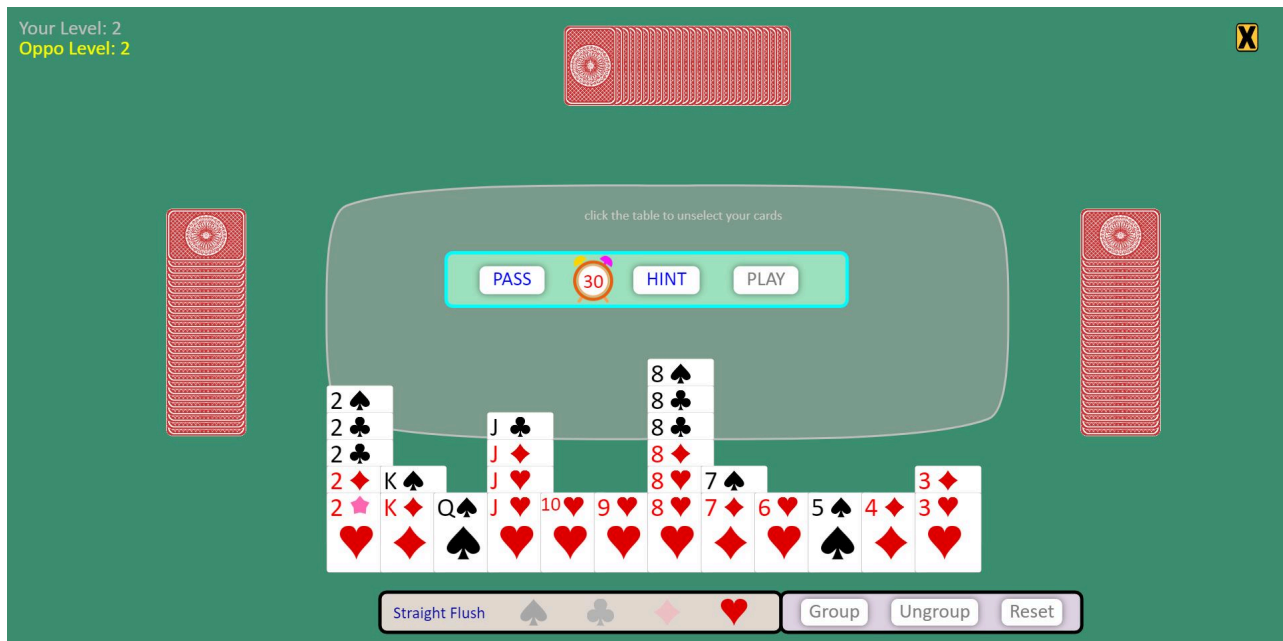 Your Level: 2
Oppo Level: 2
X
click the table to unselect your cards
PASS
30
HINT
PLAY
8♠
2♠ 8♣
2♣ J♣ 8♣
2♣ J♦ 8♦
2♦ K♠ J♥ 8♥ 7♠ 3♦
2 K♦ Q♠ J♥ 10♥ 9♥ 8♥ 7♦ 6♥ 5♠ 4♦ 3♥
Straight Flush
Group
Ungroup
Reset